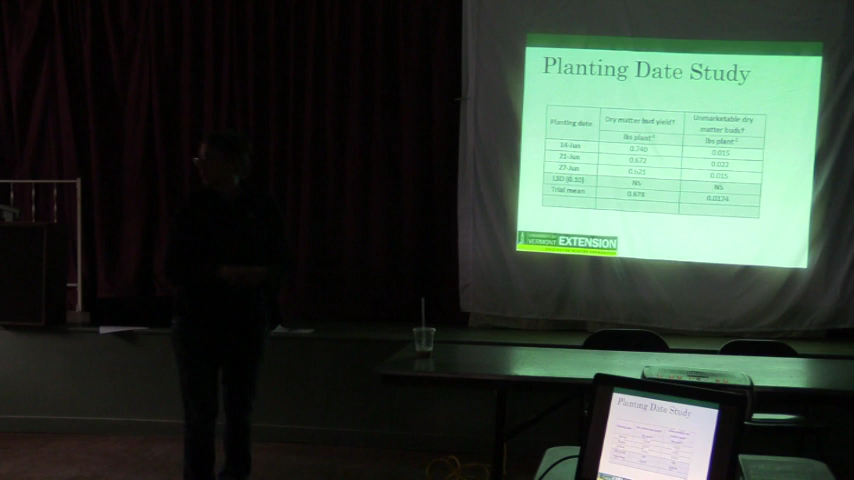 Planting Date Study
Planting date Dry matter bud yield† Unmarketable dry matter buds†
lbs plant⁻¹ lbs plant⁻¹
14-Jun 0.740 0.015
21-Jun 0.672 0.022
27-Jun 0.621 0.015
LSD (0.10) NS NS
Trial mean 0.678 0.0174
VERMONT EXTENSION
Planting Date Study